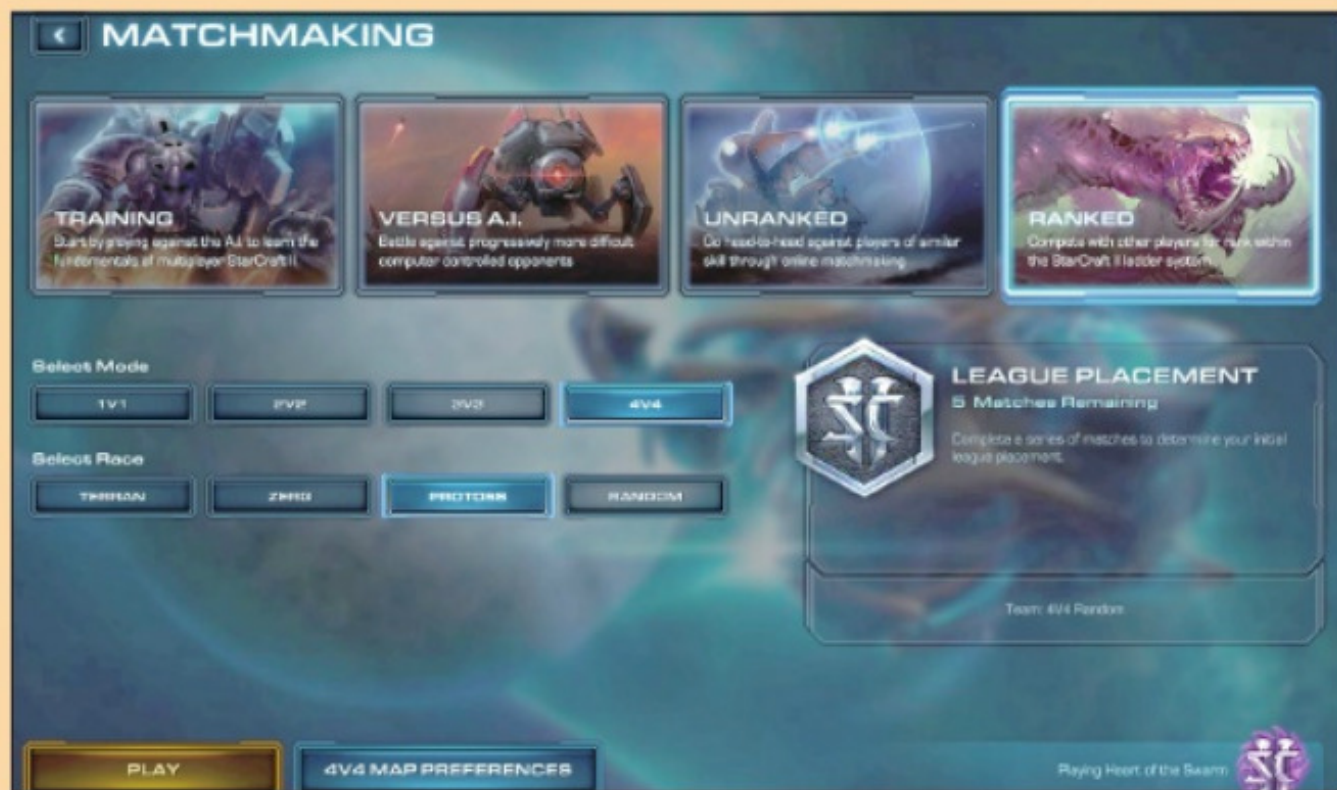 MATCHMAKING
TRAINING
Start by playing against the A.I. to learn the
fundamentals of multiplayer StarCraft II.
VERSUS A.I.
Battle against progressively more difficult
computer controlled opponents
UNRANKED
Go head-to-head against players of similar
skill through online matchmaking
RANKED
Compete with other players for rank within
the StarCraft II ladder system
Select Mode
1V1
2V2
3V3
4V4
Select Race
TERRAN
ZERG
PROTOSS
RANDOM
LEAGUE PLACEMENT
5 Matches Remaining
Complete a series of matches to determine your initial
league placement.
Team: 4V4 Random
PLAY
4V4 MAP PREFERENCES
Playing Heart of the Swarm